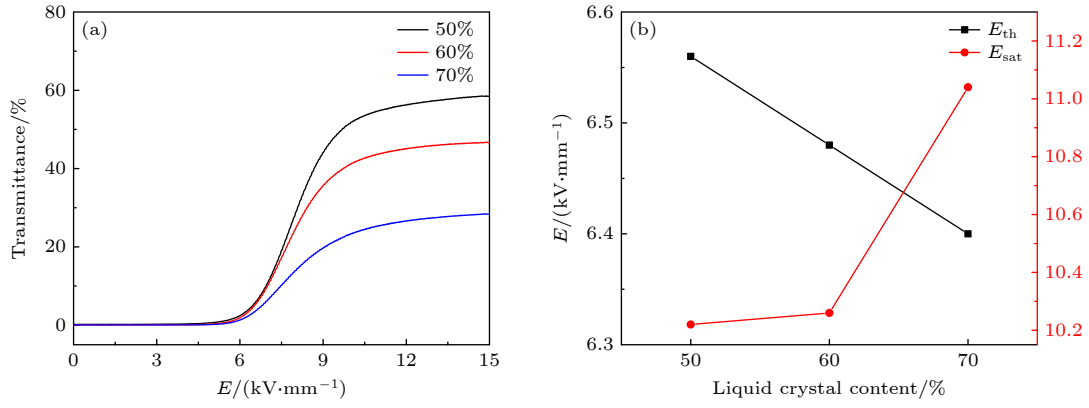 (a)
50%
60%
70%
80
60
40
20
0
Transmittance/%
0 3 6 9 12 15
E/(kV·mm⁻¹)
(b)
E_th
E_sat
6.6
6.5
6.4
6.3
E/(kV·mm⁻¹)
11.2
11.0
10.8
10.6
10.4
10.2
50 60 70
Liquid crystal content/%